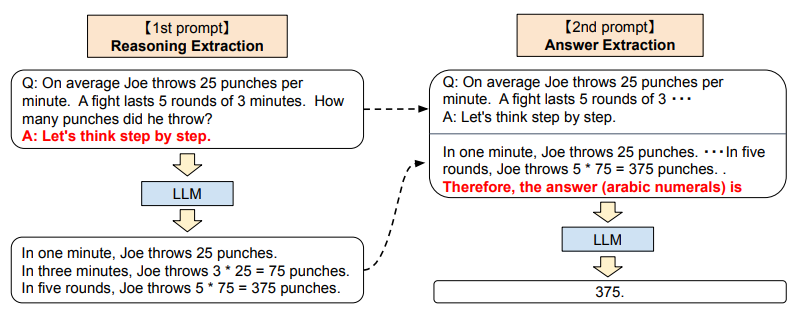 【1st prompt】
Reasoning Extraction
Q: On average Joe throws 25 punches per
minute.  A fight lasts 5 rounds of 3 minutes.  How
many punches did he throw?
A: Let's think step by step.
LLM
In one minute, Joe throws 25 punches.
In three minutes, Joe throws 3 * 25 = 75 punches.
In five rounds, Joe throws 5 * 75 = 375 punches.
【2nd prompt】
Answer Extraction
Q: On average Joe throws 25 punches per
minute.  A fight lasts 5 rounds of 3 ・・・
A: Let's think step by step.
In one minute, Joe throws 25 punches. ・・・In five
rounds, Joe throws 5 * 75 = 375 punches. .
Therefore, the answer (arabic numerals) is
LLM
375.